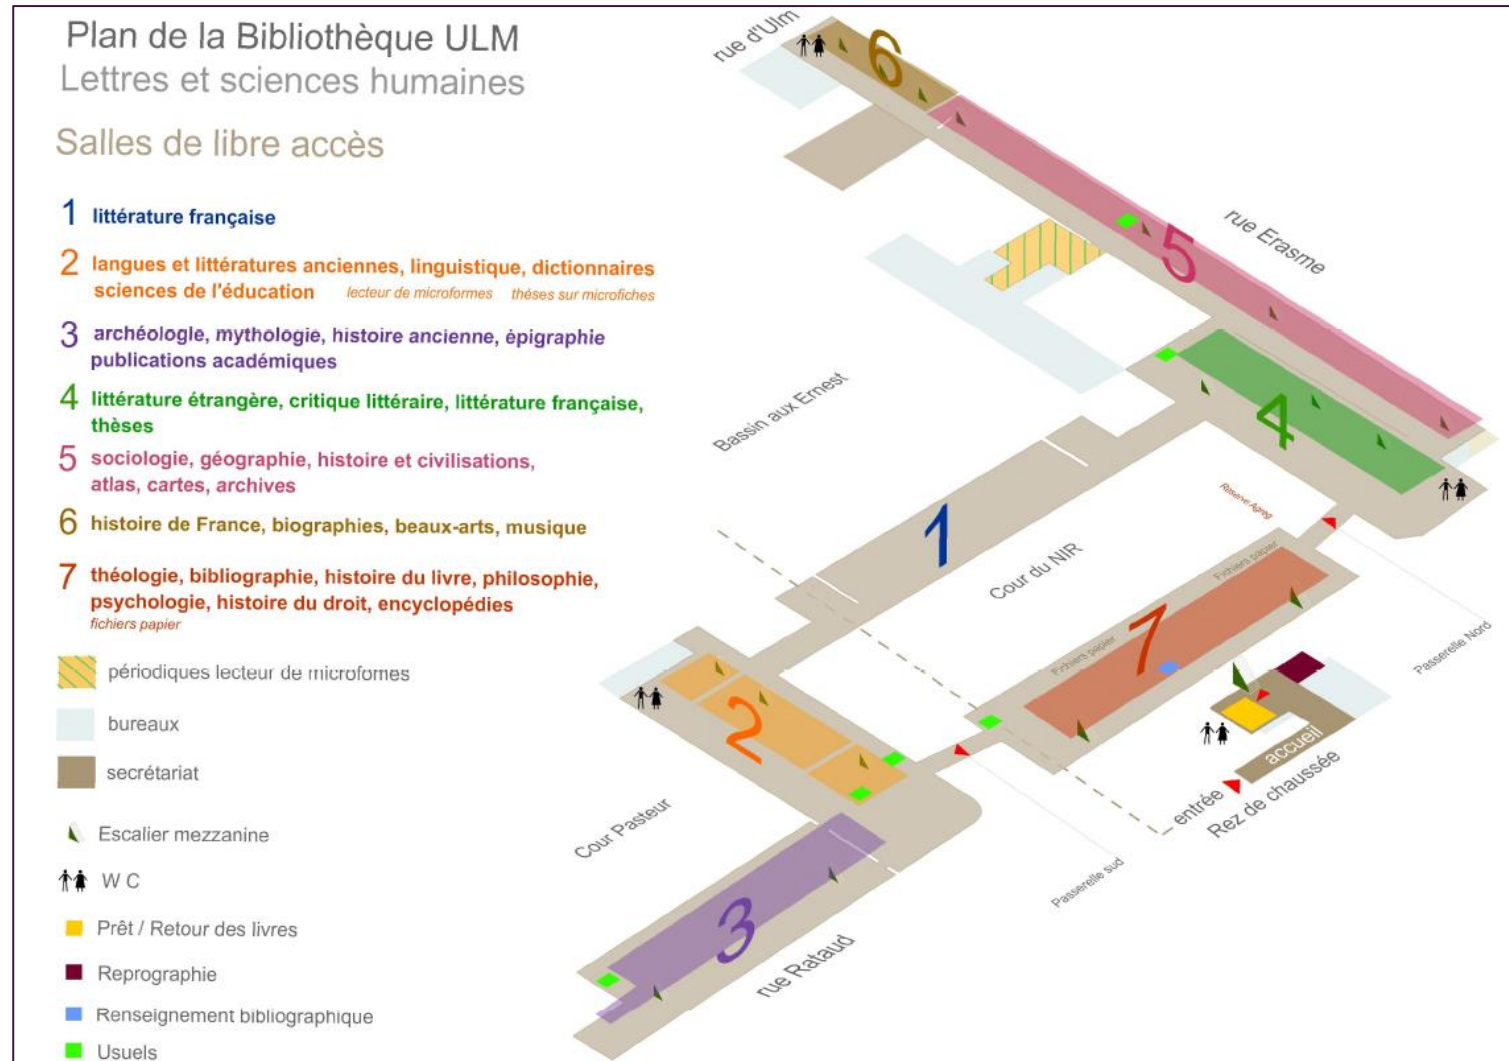 Plan de la Bibliothèque ULM
Lettres et sciences humaines
Salles de libre accès
1 littérature française
2 langues et littératures anciennes, linguistique, dictionnaires
sciences de l'éducation lecteur de microformes thèses sur microfiches
3 archéologie, mythologie, histoire ancienne, épigraphie
publications académiques
4 littérature étrangère, critique littéraire, littérature française,
thèses
5 sociologie, géographie, histoire et civilisations,
atlas, cartes, archives
6 histoire de France, biographies, beaux-arts, musique
7 théologie, bibliographie, histoire du livre, philosophie,
psychologie, histoire du droit, encyclopédies
fichiers papier
périodiques lecteur de microfomes
bureaux
secrétariat
Escalier mezzanine
W C
Prêt / Retour des livres
Reprographie
Renseignement bibliographique
Usuels
rue d'Ulm
6
rue Erasme
5
Bassin aux Ernest
4
Réserve Agreg
1
Cour du NIR
Fichiers papier
7
Fichiers papier
Passerelle Nord
2
accueil
entrée
Rez de chaussée
Cour Pasteur
Passerelle sud
3
rue Rataud